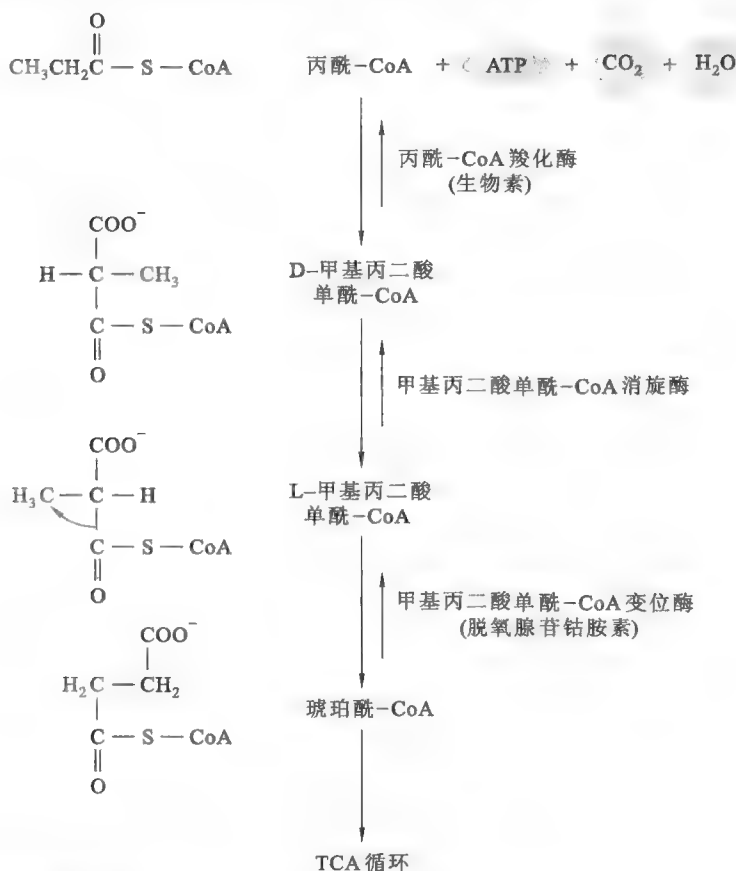 O
CH₃CH₂C — S — CoA
丙酰-CoA + ATP + CO₂ + H₂O
丙酰-CoA羧化酶
(生物素)
COO⁻
H — C — CH₃
C — S — CoA
O
D-甲基丙二酸
单酰-CoA
甲基丙二酸单酰-CoA消旋酶
COO⁻
H₃C — C — H
C — S — CoA
O
L-甲基丙二酸
单酰-CoA
甲基丙二酸单酰-CoA变位酶
(脱氧腺苷钴胺素)
COO⁻
H₂C — CH₂
C — S — CoA
O
琥珀酰-CoA
TCA循环